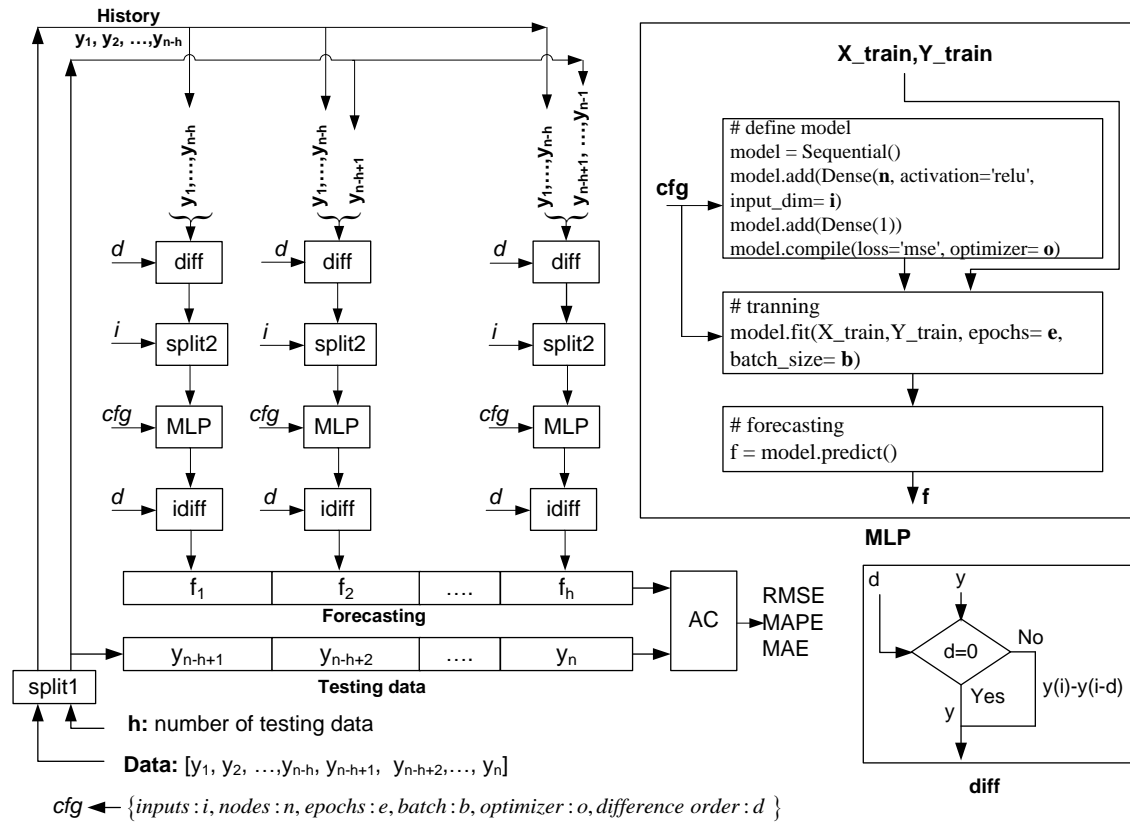 History
y1, y2, …,yn-h
y1,…,yn-h
y1,…,yn-h
yn-h+1
y1,…,yn-h
yn-h+1, …,yn-1
d
diff
d
diff
d
diff
i
split2
i
split2
i
split2
cfg
MLP
cfg
MLP
cfg
MLP
d
idiff
d
idiff
d
idiff
f1
f2
….
fh
Forecasting
yn-h+1
yn-h+2
….
yn
Testing data
AC
RMSE
MAPE
MAE
split1
h: number of testing data
Data: [y1, y2, …,yn-h, yn-h+1, yn-h+2,…, yn]
cfg {inputs : i, nodes : n, epochs : e, batch : b, optimizer : o, difference order : d }
X_train,Y_train
cfg
# define model
model = Sequential()
model.add(Dense(n, activation='relu',
input_dim= i)
model.add(Dense(1))
model.compile(loss='mse', optimizer= o)
# tranning
model.fit(X_train,Y_train, epochs= e,
batch_size= b)
# forecasting
f = model.predict()
f
MLP
d
y
d=0
No
Yes
y(i)-y(i-d)
y
diff